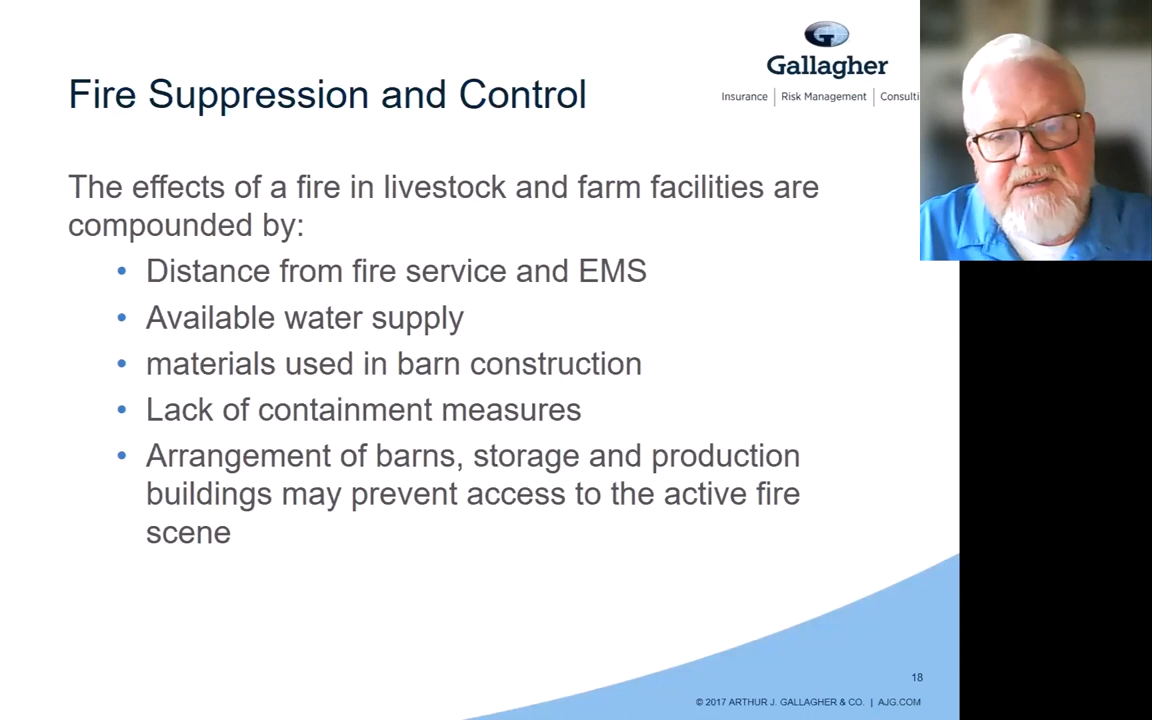 Gallagher
Insurance | Risk Management | Consulti
Fire Suppression and Control
The effects of a fire in livestock and farm facilities are
compounded by:
• Distance from fire service and EMS
• Available water supply
• materials used in barn construction
• Lack of containment measures
• Arrangement of barns, storage and production
buildings may prevent access to the active fire
scene
18
© 2017 ARTHUR J. GALLAGHER & CO. | AJG.COM